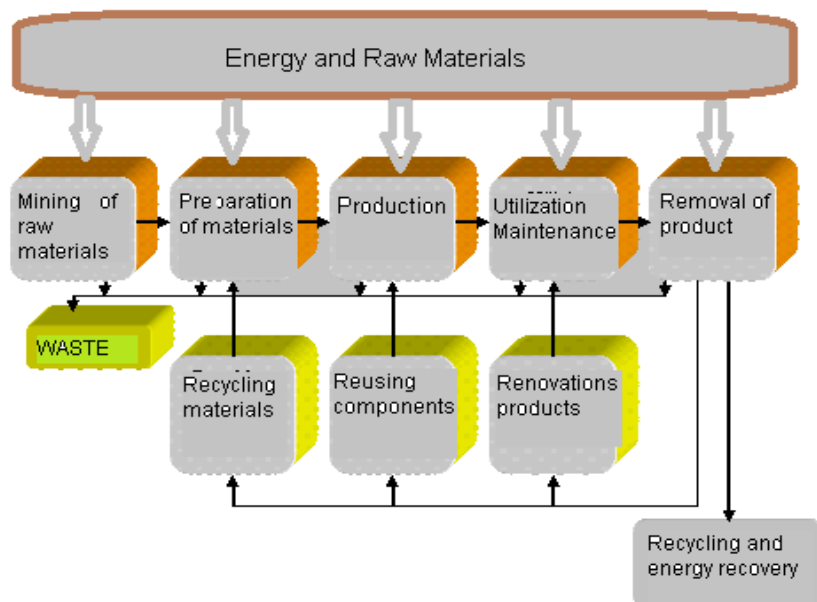 Energy and Raw Materials
Mining of
raw
materials
Preparation
of materials
Production
Utilization
Maintenance
Removal of
product
WASTE
Recycling
materials
Reusing
components
Renovations
products
Recycling and
energy recovery